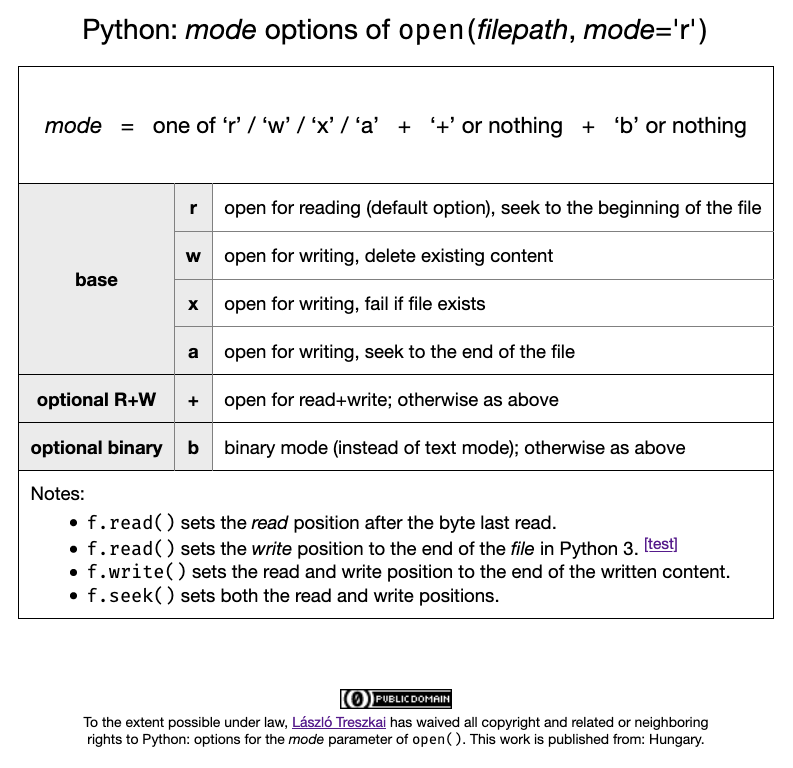 Python: mode options of open(filepath, mode='r')
mode = one of ‘r’ / ‘w’ / ‘x’ / ‘a’ + ‘+’ or nothing + ‘b’ or nothing
base
r open for reading (default option), seek to the beginning of the file
w open for writing, delete existing content
x open for writing, fail if file exists
a open for writing, seek to the end of the file
optional R+W + open for read+write; otherwise as above
optional binary b binary mode (instead of text mode); otherwise as above
Notes:
• f.read() sets the read position after the byte last read.
• f.read() sets the write position to the end of the file in Python 3. [test]
• f.write() sets the read and write position to the end of the written content.
• f.seek() sets both the read and write positions.
(0) PUBLIC DOMAIN
To the extent possible under law, László Treszkai has waived all copyright and related or neighboring
rights to Python: options for the mode parameter of open(). This work is published from: Hungary.